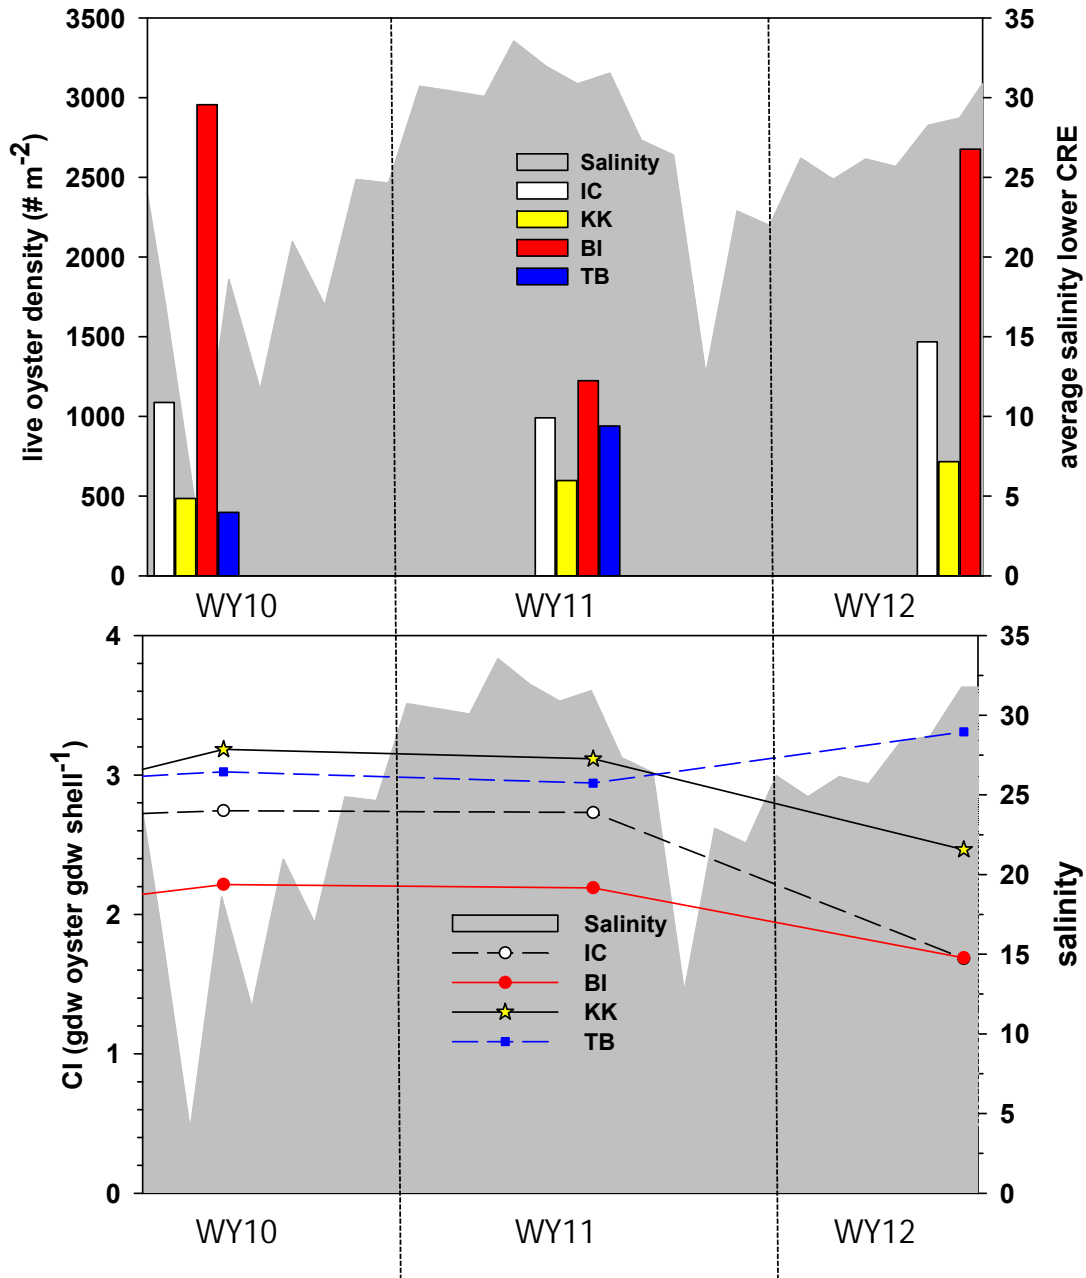 live oyster density (# m-2)
3500
3000
2500
2000
1500
1000
500
0
Salinity
IC
KK
BI
TB
35
30
25
20
15
10
5
0
average salinity lower CRE
WY10 WY11 WY12
CI (gdw oyster gdw shell-1)
4
3
2
1
0
Salinity
IC
BI
KK
TB
35
30
25
20
15
10
5
0
salinity
WY10 WY11 WY12